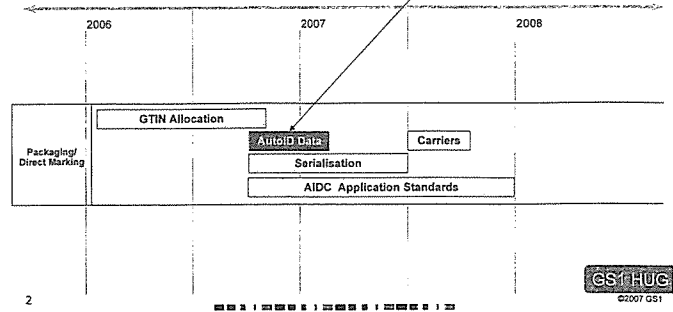 2006 2007 2008
GTIN Allocation
Packaging/
Direct Marking
AutoID Data
Carriers
Serialisation
AIDC Application Standards
GS1 HUG
©2007 GS1
2